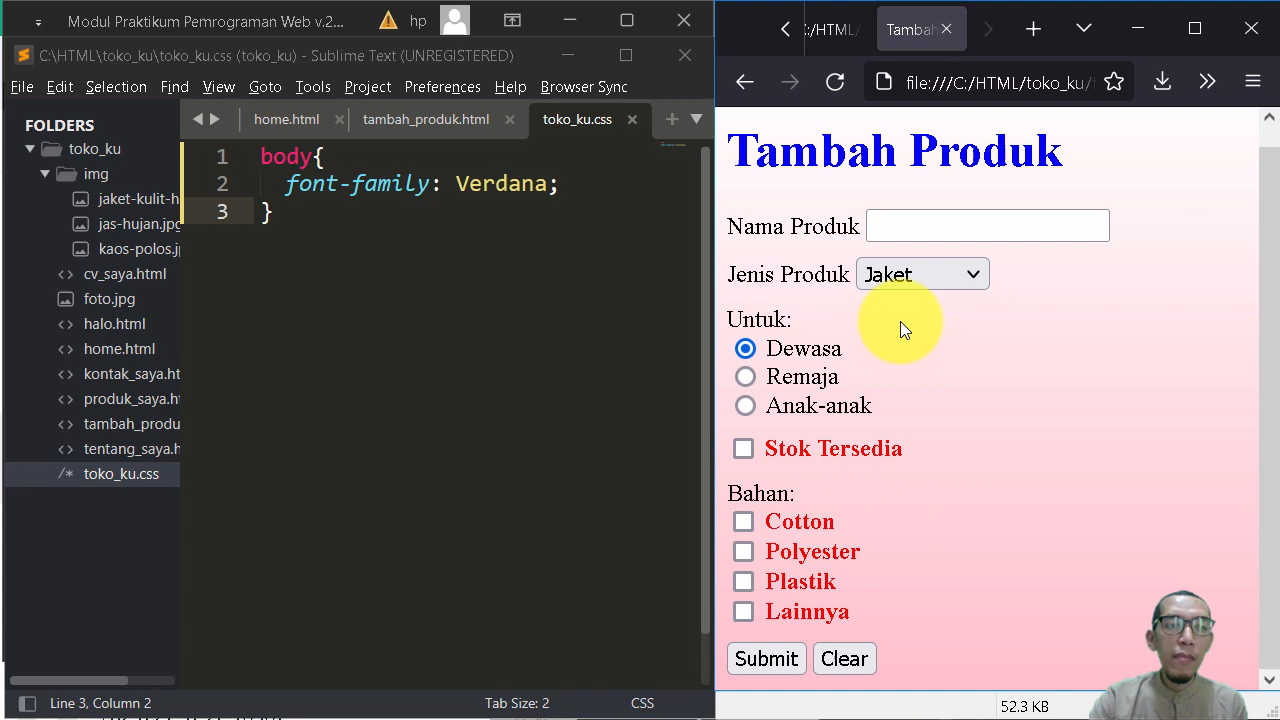 Modul Praktikum Pemrograman Web v.2...
hp
C:\HTML\toko_ku\toko_ku.css (toko_ku) - Sublime Text (UNREGISTERED)
File Edit Selection Find View Goto Tools Project Preferences Help Browser Sync
FOLDERS
toko_ku
img
jaket-kulit-h
jas-hujan.jpg
kaos-polos.j
cv_saya.html
foto.jpg
halo.html
home.html
kontak_saya.ht
produk_saya.h
tambah_produ
tentang_saya.h
toko_ku.css
home.html
tambah_produk.html
toko_ku.css
1 body{
2 font-family: Verdana;
3 }
Line 3, Column 2
Tab Size: 2
CSS
:/HTML/
Tambah
file:///C:/HTML/toko_ku/
Tambah Produk
Nama Produk
Jenis Produk Jaket
Untuk:
Dewasa
Remaja
Anak-anak
Stok Tersedia
Bahan:
Cotton
Polyester
Plastik
Lainnya
Submit Clear
52.3 KB